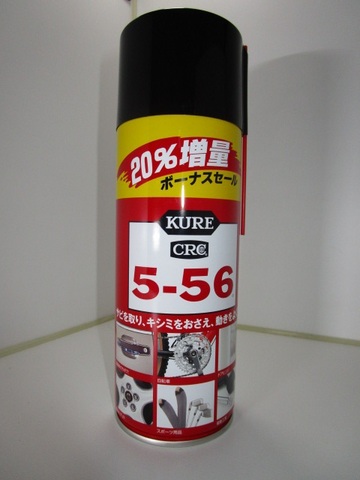 20%増量
ボーナスセール
KURE
CRC
5-56
サビを取り、キシミをおさえ、動きを
自転車
スポーツ用品